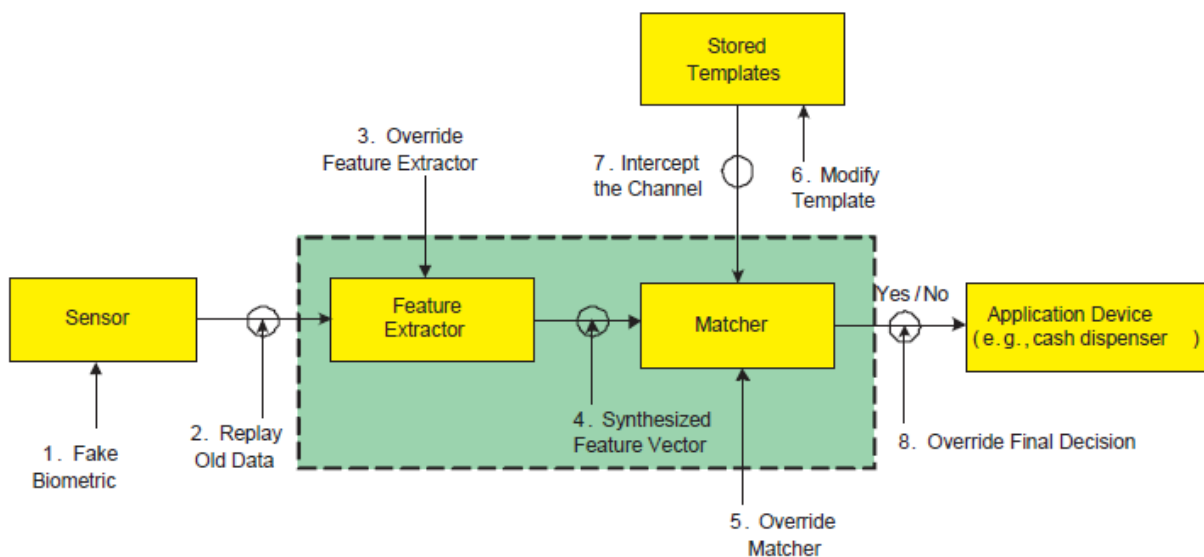 Stored
Templates
3. Override
Feature Extractor
7. Intercept
the Channel
6. Modify
Template
Sensor
Feature
Extractor
Matcher
Yes / No
Application Device
(e.g., cash dispenser )
1. Fake
Biometric
2. Replay
Old Data
4. Synthesized
Feature Vector
8. Override Final Decision
5. Override
Matcher